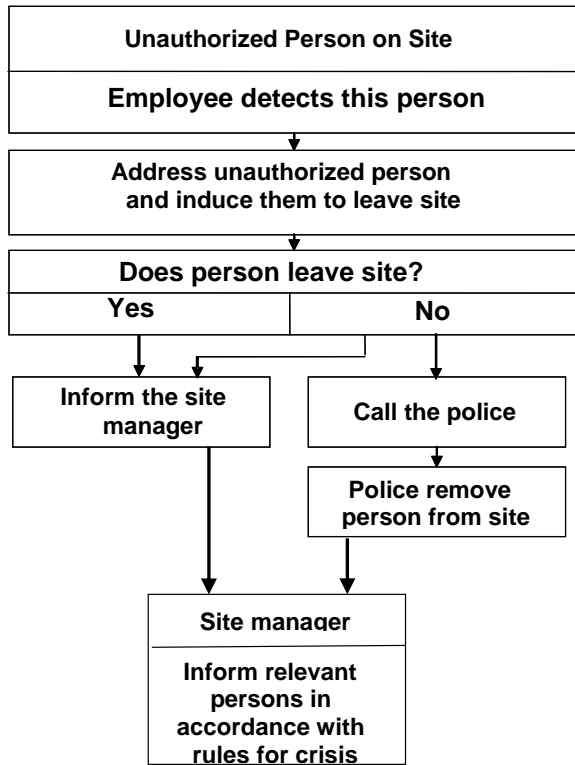 Unauthorized Person on Site
Employee detects this person
Address unauthorized person
and induce them to leave site
Does person leave site?
Yes
No
Inform the site
manager
Call the police
Police remove
person from site
Site manager
Inform relevant
persons in
accordance with
rules for crisis